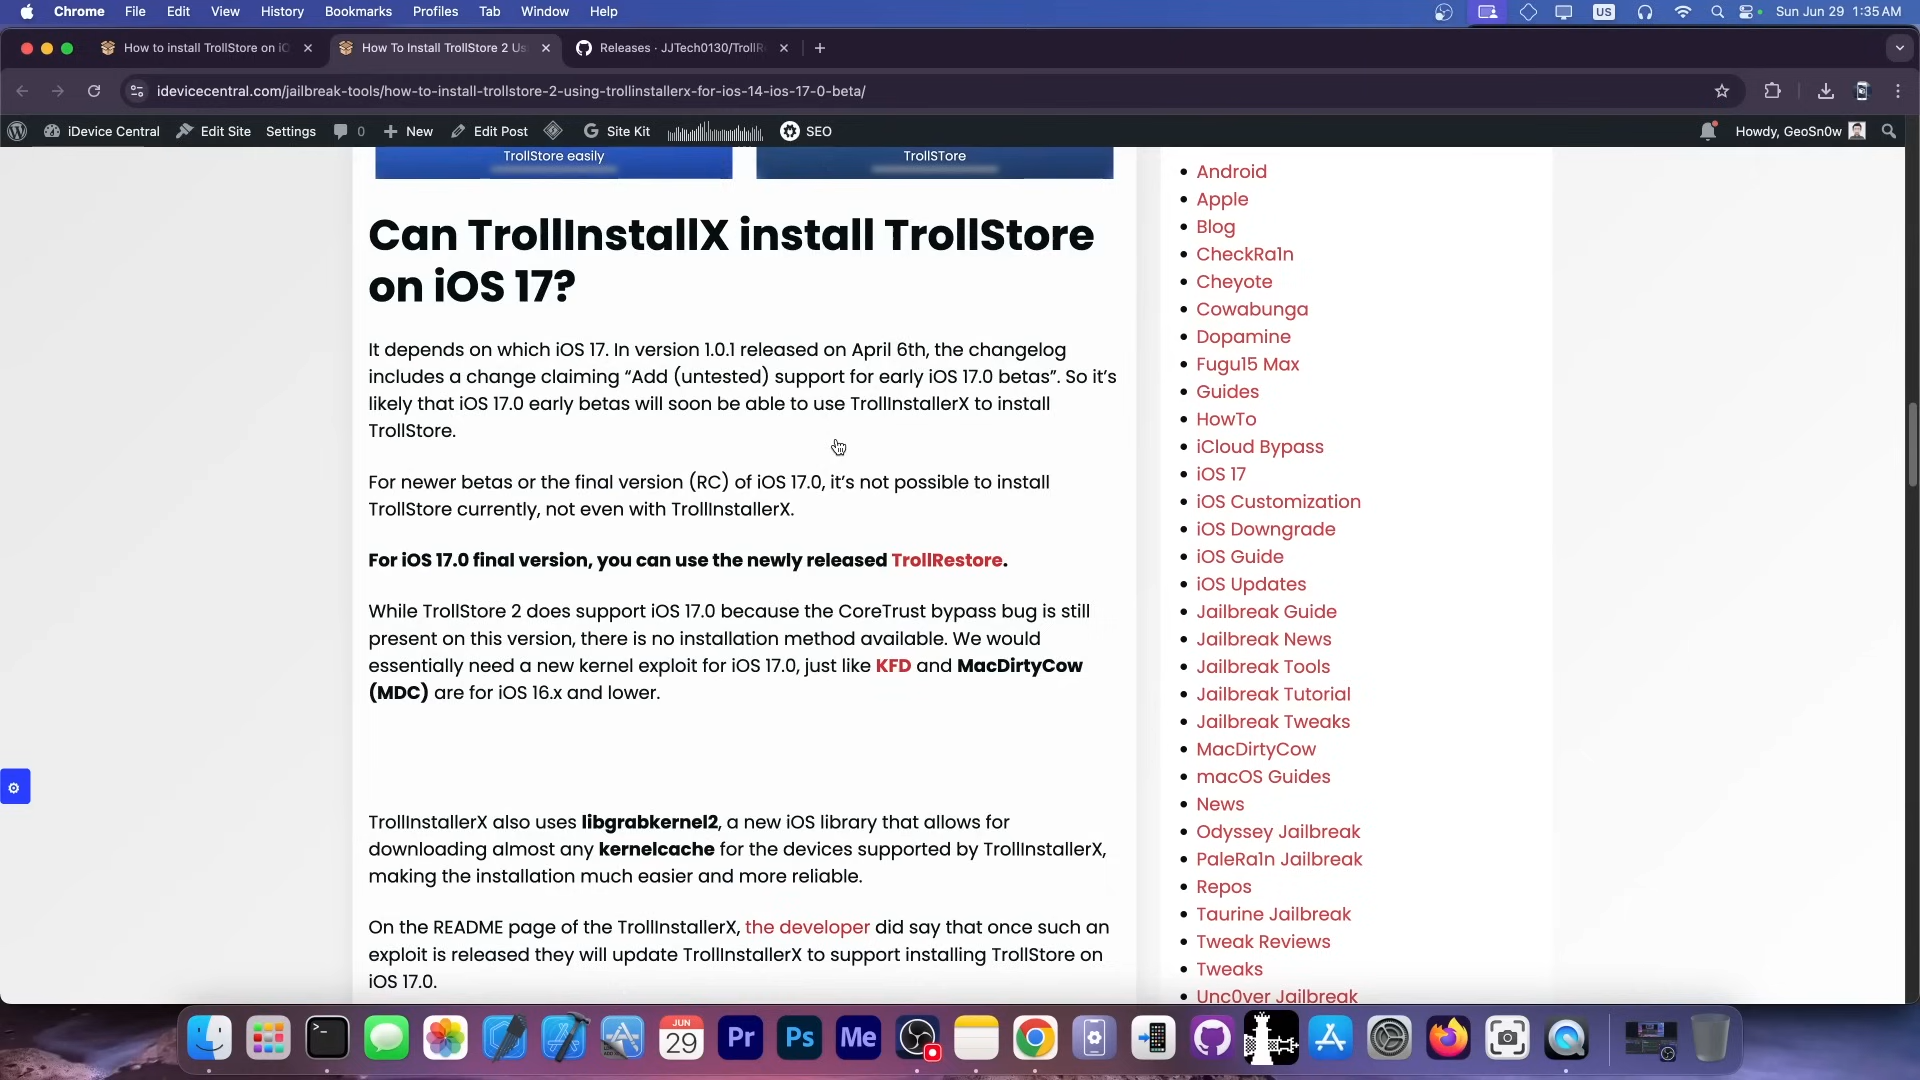 Chrome File Edit View History Bookmarks Profiles Tab Window Help US Sun Jun 29 1:35 AM
How to install TrollStore on iO How To Install TrollStore 2 Us Releases · JJTech0130/TrollR
idevicecentral.com/jailbreak-tools/how-to-install-trollstore-2-using-trollinstallerx-for-ios-14-ios-17-0-beta/
iDevice Central Edit Site Settings 0 New Edit Post Site Kit SEO Howdy, GeoSn0w
TrollStore easily TrollSTore
Can TrollInstallX install TrollStore
on iOS 17?
It depends on which iOS 17. In version 1.0.1 released on April 6th, the changelog
includes a change claiming “Add (untested) support for early iOS 17.0 betas”. So it’s
likely that iOS 17.0 early betas will soon be able to use TrollInstallerX to install
TrollStore.
For newer betas or the final version (RC) of iOS 17.0, it’s not possible to install
TrollStore currently, not even with TrollInstallerX.
For iOS 17.0 final version, you can use the newly released TrollRestore.
While TrollStore 2 does support iOS 17.0 because the CoreTrust bypass bug is still
present on this version, there is no installation method available. We would
essentially need a new kernel exploit for iOS 17.0, just like KFD and MacDirtyCow
(MDC) are for iOS 16.x and lower.
TrollInstallerX also uses libgrabkernel2, a new iOS library that allows for
downloading almost any kernelcache for the devices supported by TrollInstallerX,
making the installation much easier and more reliable.
On the README page of the TrollInstallerX, the developer did say that once such an
exploit is released they will update TrollInstallerX to support installing TrollStore on
iOS 17.0.
Android
Apple
Blog
CheckRa1n
Cheyote
Cowabunga
Dopamine
Fugu15 Max
Guides
HowTo
iCloud Bypass
iOS 17
iOS Customization
iOS Downgrade
iOS Guide
iOS Updates
Jailbreak Guide
Jailbreak News
Jailbreak Tools
Jailbreak Tutorial
Jailbreak Tweaks
MacDirtyCow
macOS Guides
News
Odyssey Jailbreak
PaleRa1n Jailbreak
Repos
Taurine Jailbreak
Tweak Reviews
Tweaks
Unc0ver Jailbreak
JUN
29
Pr Ps Me